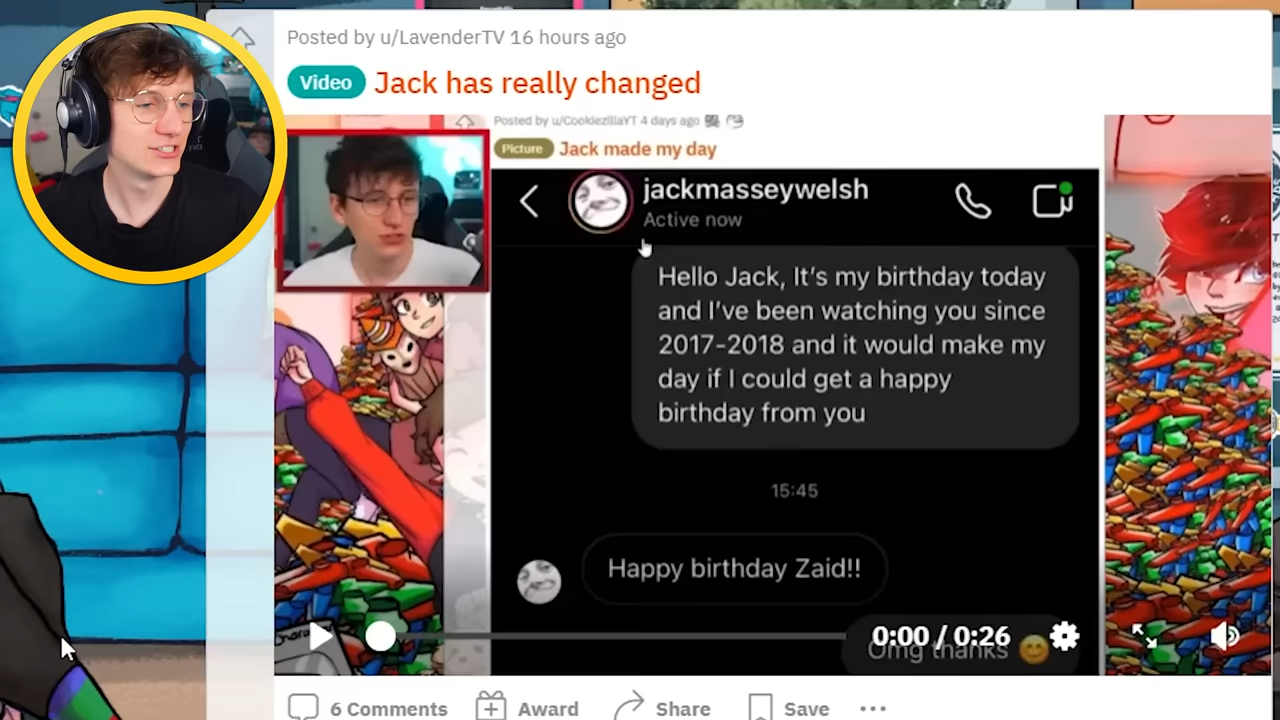 Posted by u/LavenderTV 16 hours ago
Video Jack has really changed
Posted by u/CookiezillaYT 4 days ago
Picture Jack made my day
jackmasseywelsh
Active now
Hello Jack, It's my birthday today
and I've been watching you since
2017-2018 and it would make my
day if I could get a happy
birthday from you
15:45
Happy birthday Zaid!!
Omg thanks 😊
0:00 / 0:26
6 Comments Award Share Save